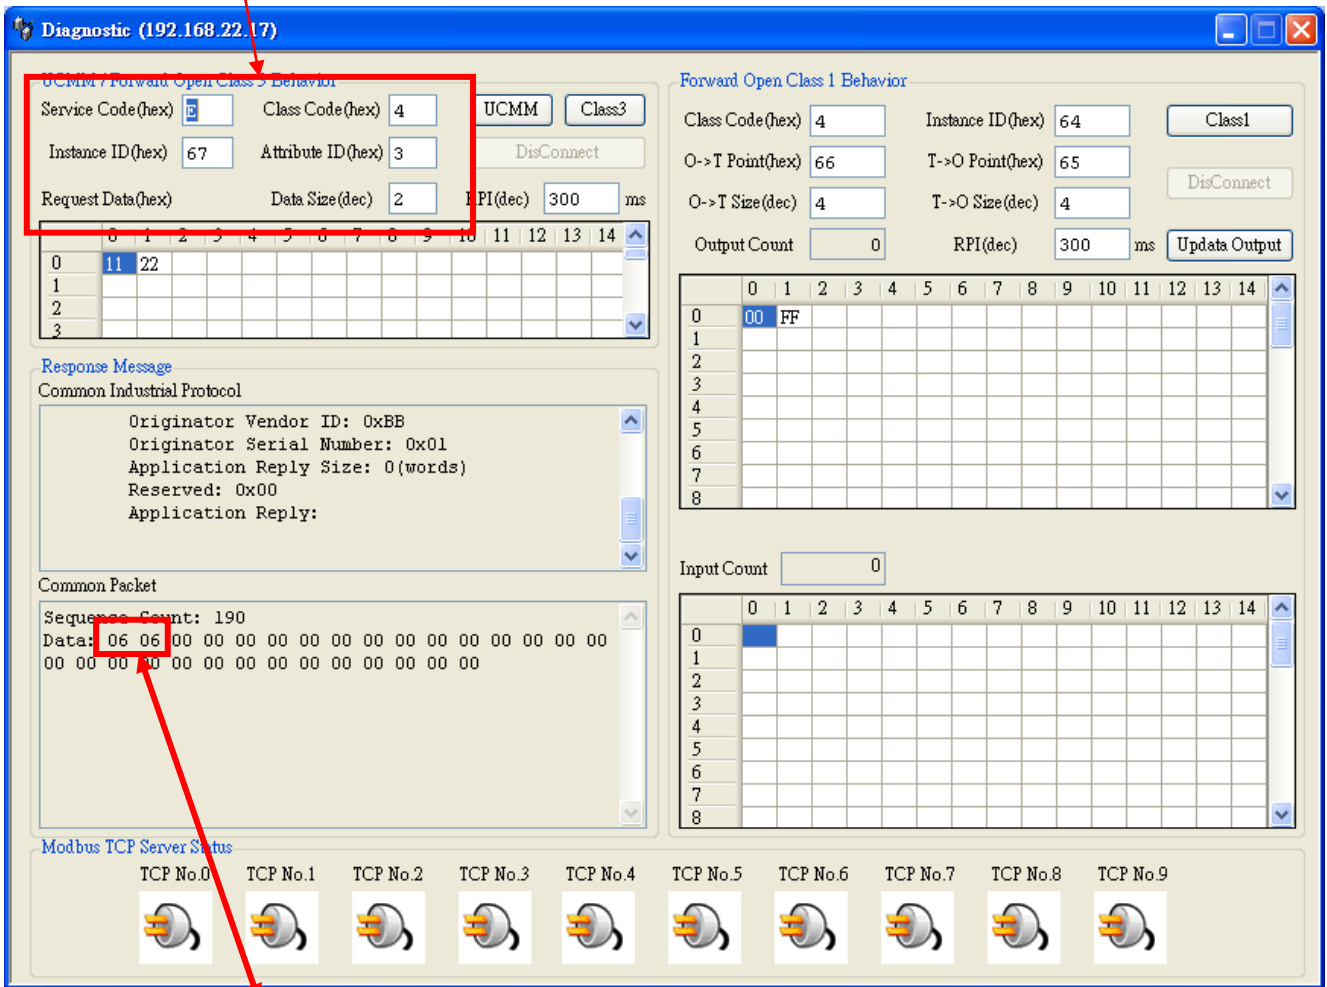 Diagnostic (192.168.22.17)
UCMM / Forward Open Class 3 Behavior
Service Code(hex) E Class Code(hex) 4 UCMM Class3
Instance ID(hex) 67 Attribute ID(hex) 3 DisConnect
Request Data(hex) Data Size(dec) 2 RPI(dec) 300 ms
0 1 2 3 4 5 6 7 8 9 10 11 12 13 14
0 11 22
1
2
3
Response Message
Common Industrial Protocol
Originator Vendor ID: 0xBB
Originator Serial Number: 0x01
Application Reply Size: 0(words)
Reserved: 0x00
Application Reply:
Common Packet
Sequence Count: 190
Data: 06 06 00 00 00 00 00 00 00 00 00 00 00 00 00 00
00 00 00 00 00 00 00 00 00 00 00 00 00 00
Forward Open Class 1 Behavior
Class Code(hex) 4 Instance ID(hex) 64 Class1
O->T Point(hex) 66 T->O Point(hex) 65
DisConnect
O->T Size(dec) 4 T->O Size(dec) 4
Output Count 0 RPI(dec) 300 ms Updata Output
0 1 2 3 4 5 6 7 8 9 10 11 12 13 14
0 00 FF
1
2
3
4
5
6
7
8
Input Count 0
0 1 2 3 4 5 6 7 8 9 10 11 12 13 14
0
1
2
3
4
5
6
7
8
Modbus TCP Server Status
TCP No.0 TCP No.1 TCP No.2 TCP No.3 TCP No.4 TCP No.5 TCP No.6 TCP No.7 TCP No.8 TCP No.9